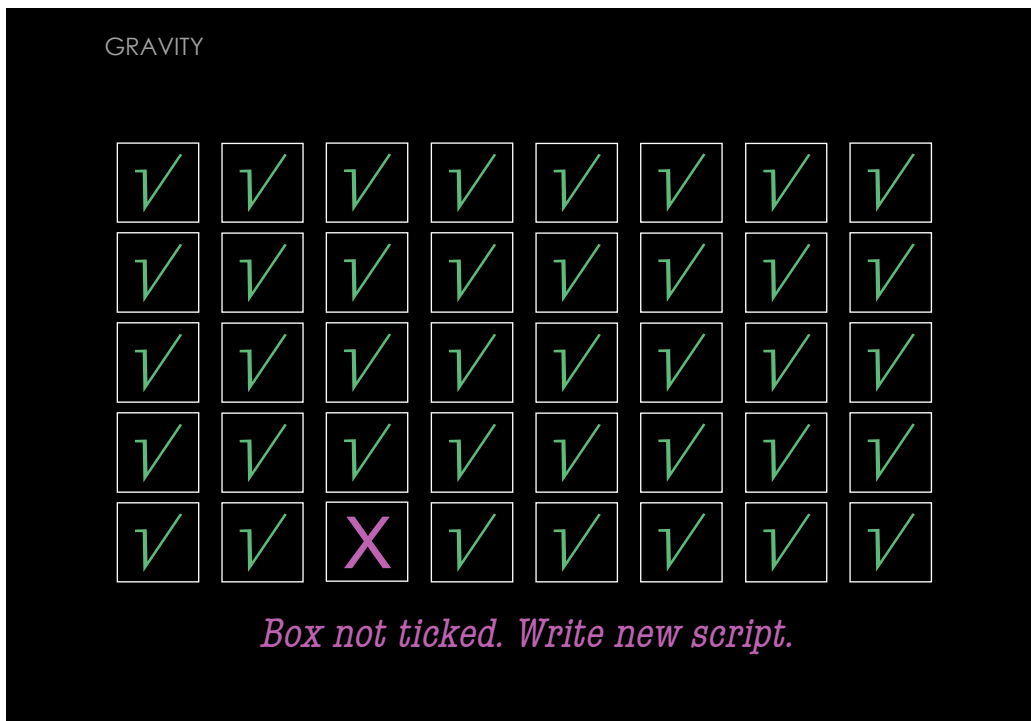 GRAVITY
√ √ √ √ √ √ √ √
√ √ √ √ √ √ √ √
√ √ √ √ √ √ √ √
√ √ √ √ √ √ √ √
√ √ X √ √ √ √ √
Box not ticked. Write new script.